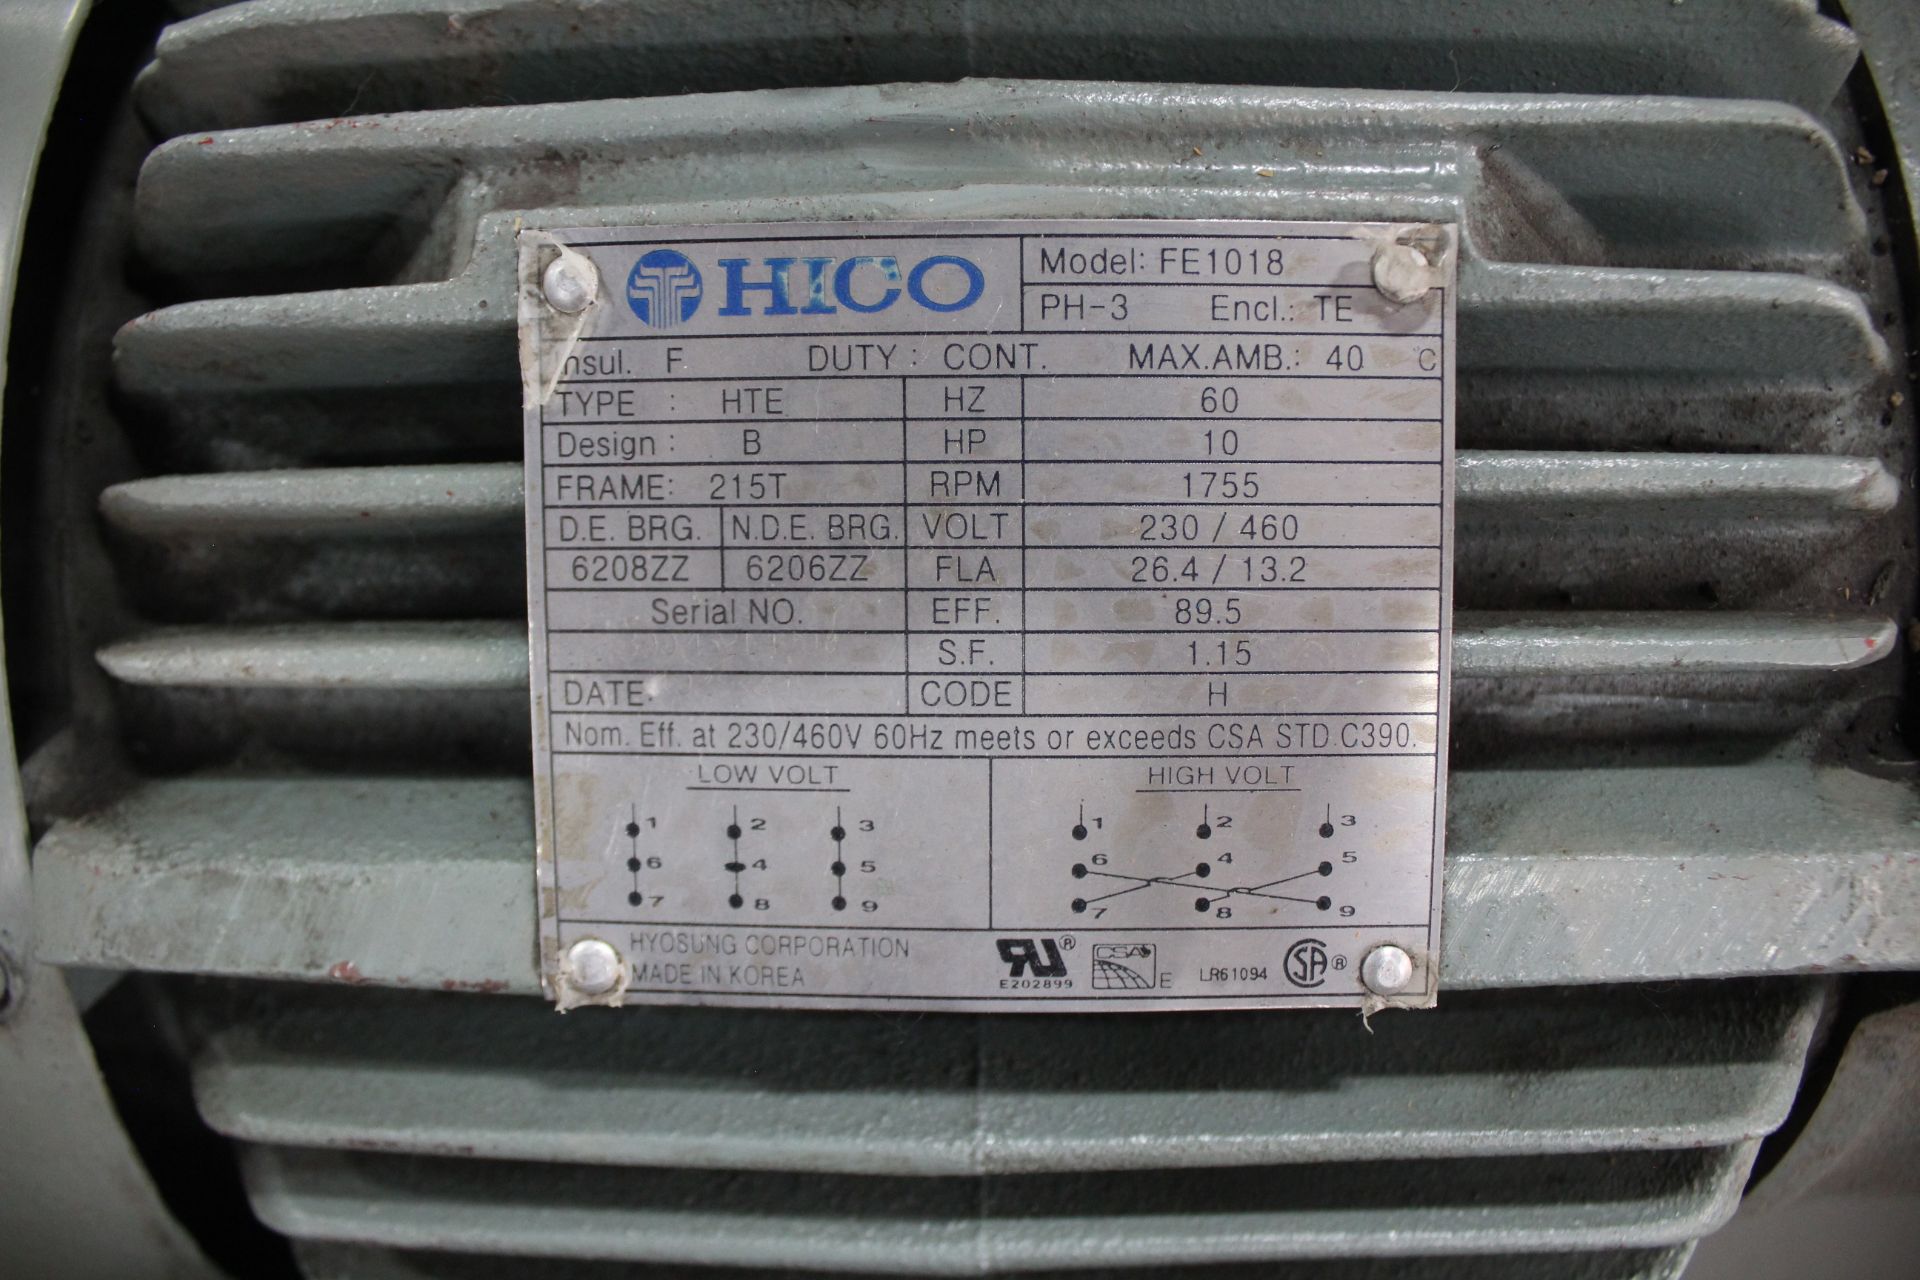 HICO
Model: FE1018
PH-3 Encl.: TE
Insul. F DUTY : CONT. MAX.AMB.: 40 °C
TYPE : HTE HZ 60
Design : B HP 10
FRAME: 215T RPM 1755
D.E. BRG. N.D.E. BRG. VOLT 230 / 460
6208ZZ 6206ZZ FLA 26.4 / 13.2
Serial NO. EFF. 89.5
S.F. 1.15
DATE. CODE H
Nom. Eff. at 230/460V 60Hz meets or exceeds CSA STD.C390.
LOW VOLT
1 2 3
6 4 5
7 8 9
HIGH VOLT
1 2 3
6 4 5
7 8 9
HYOSUNG CORPORATION
MADE IN KOREA
RU®
E202899
CSA
E
LR61094
SA®